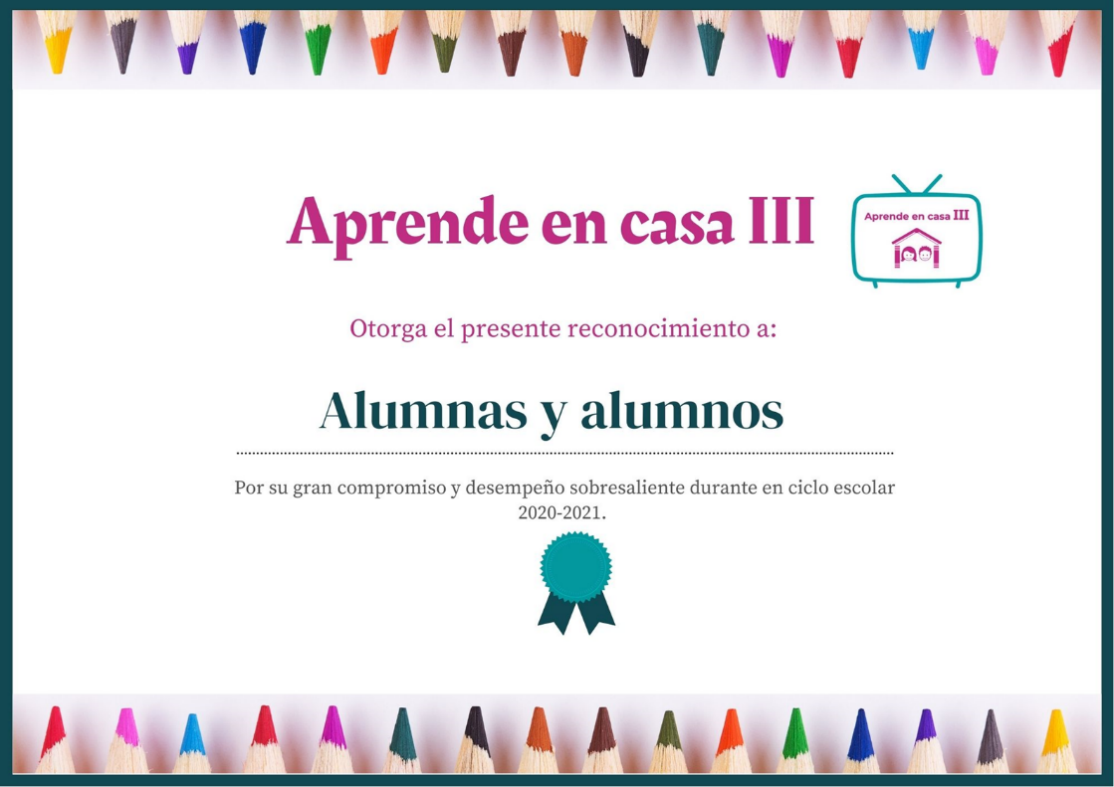 Aprende en casa III
Aprende en casa III
Otorga el presente reconocimiento a:
Alumnas y alumnos
Por su gran compromiso y desempeño sobresaliente durante en ciclo escolar
2020-2021.